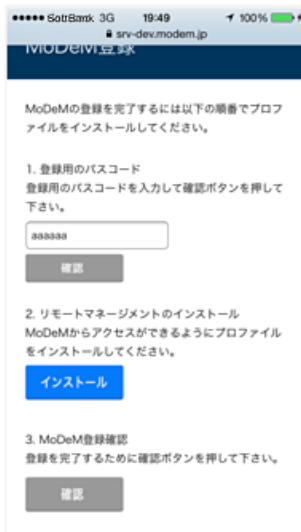 ●●●●● SoftBank 3G 19:49 100%
srv-dev.modem.jp
MoDeM登録
MoDeMの登録を完了するには以下の順番でプロフ
ァイルをインストールしてください。
1. 登録用のパスコード
登録用のパスコードを入力して確認ボタンを押して
下さい。
aaaaaa
確認
2. リモートマネージメントのインストール
MoDeMからアクセスができるようにプロファイル
をインストールしてください。
インストール
3. MoDeM登録確認
登録を完了するために確認ボタンを押して下さい。
確認